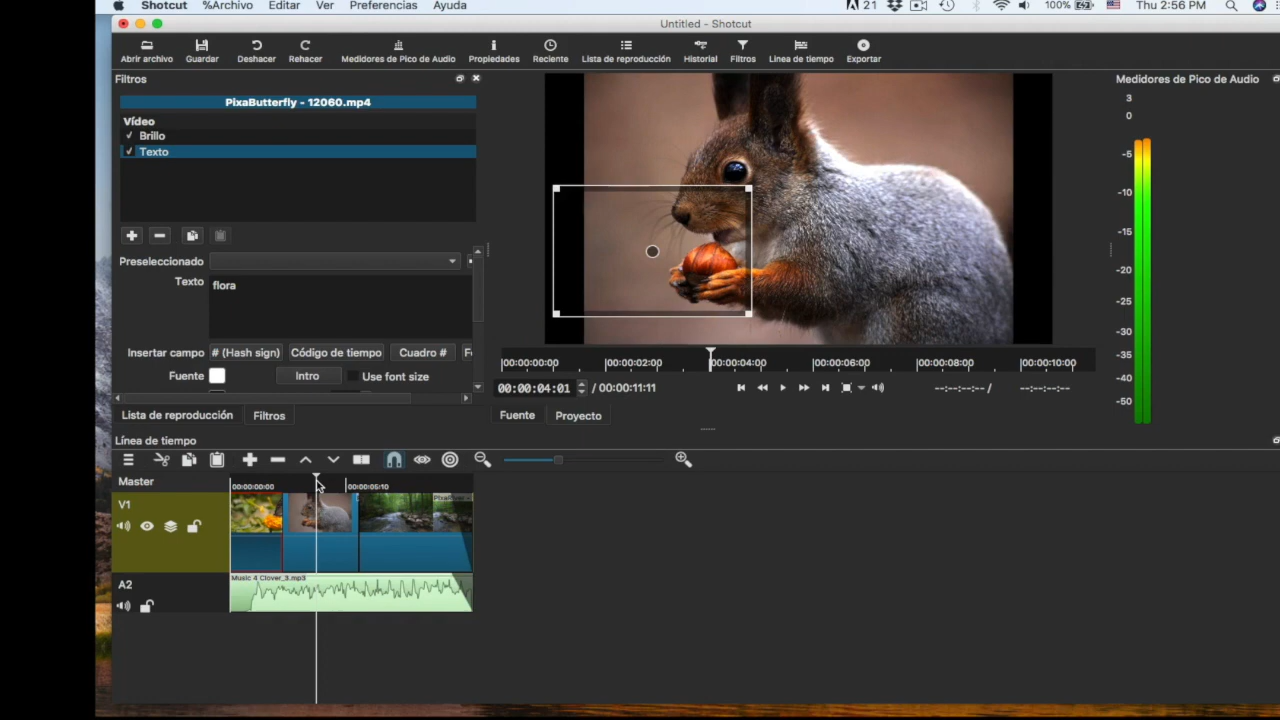 Shotcut %Archivo Editar Ver Preferencias Ayuda 21 100% Thu 2:56 PM
Untitled - Shotcut
Abrir archivo Guardar Deshacer Rehacer Medidores de Pico de Audio Propiedades Reciente Lista de reproducción Historial Filtros Línea de tiempo Exportar
Filtros
Medidores de Pico de Audio
PixaButterfly - 12060.mp4
Vídeo
Brillo
Texto
Preseleccionado
Texto flora
Insertar campo # (Hash sign) Código de tiempo Cuadro #
Fuente Intro Use font size
Lista de reproducción Filtros
3
0
-5
-10
-15
-20
-25
-30
-35
-40
-50
00:00:00:00 00:00:02:00 00:00:04:00 00:00:06:00 00:00:08:00 00:00:10:00
00:00:04:01 / 00:00:11:11 --:--:--:-- / --:--:--:--
Fuente Proyecto
Línea de tiempo
Master 00:00:00:00 00:00:05:10
V1
A2 Music 4 Clover_3.mp3